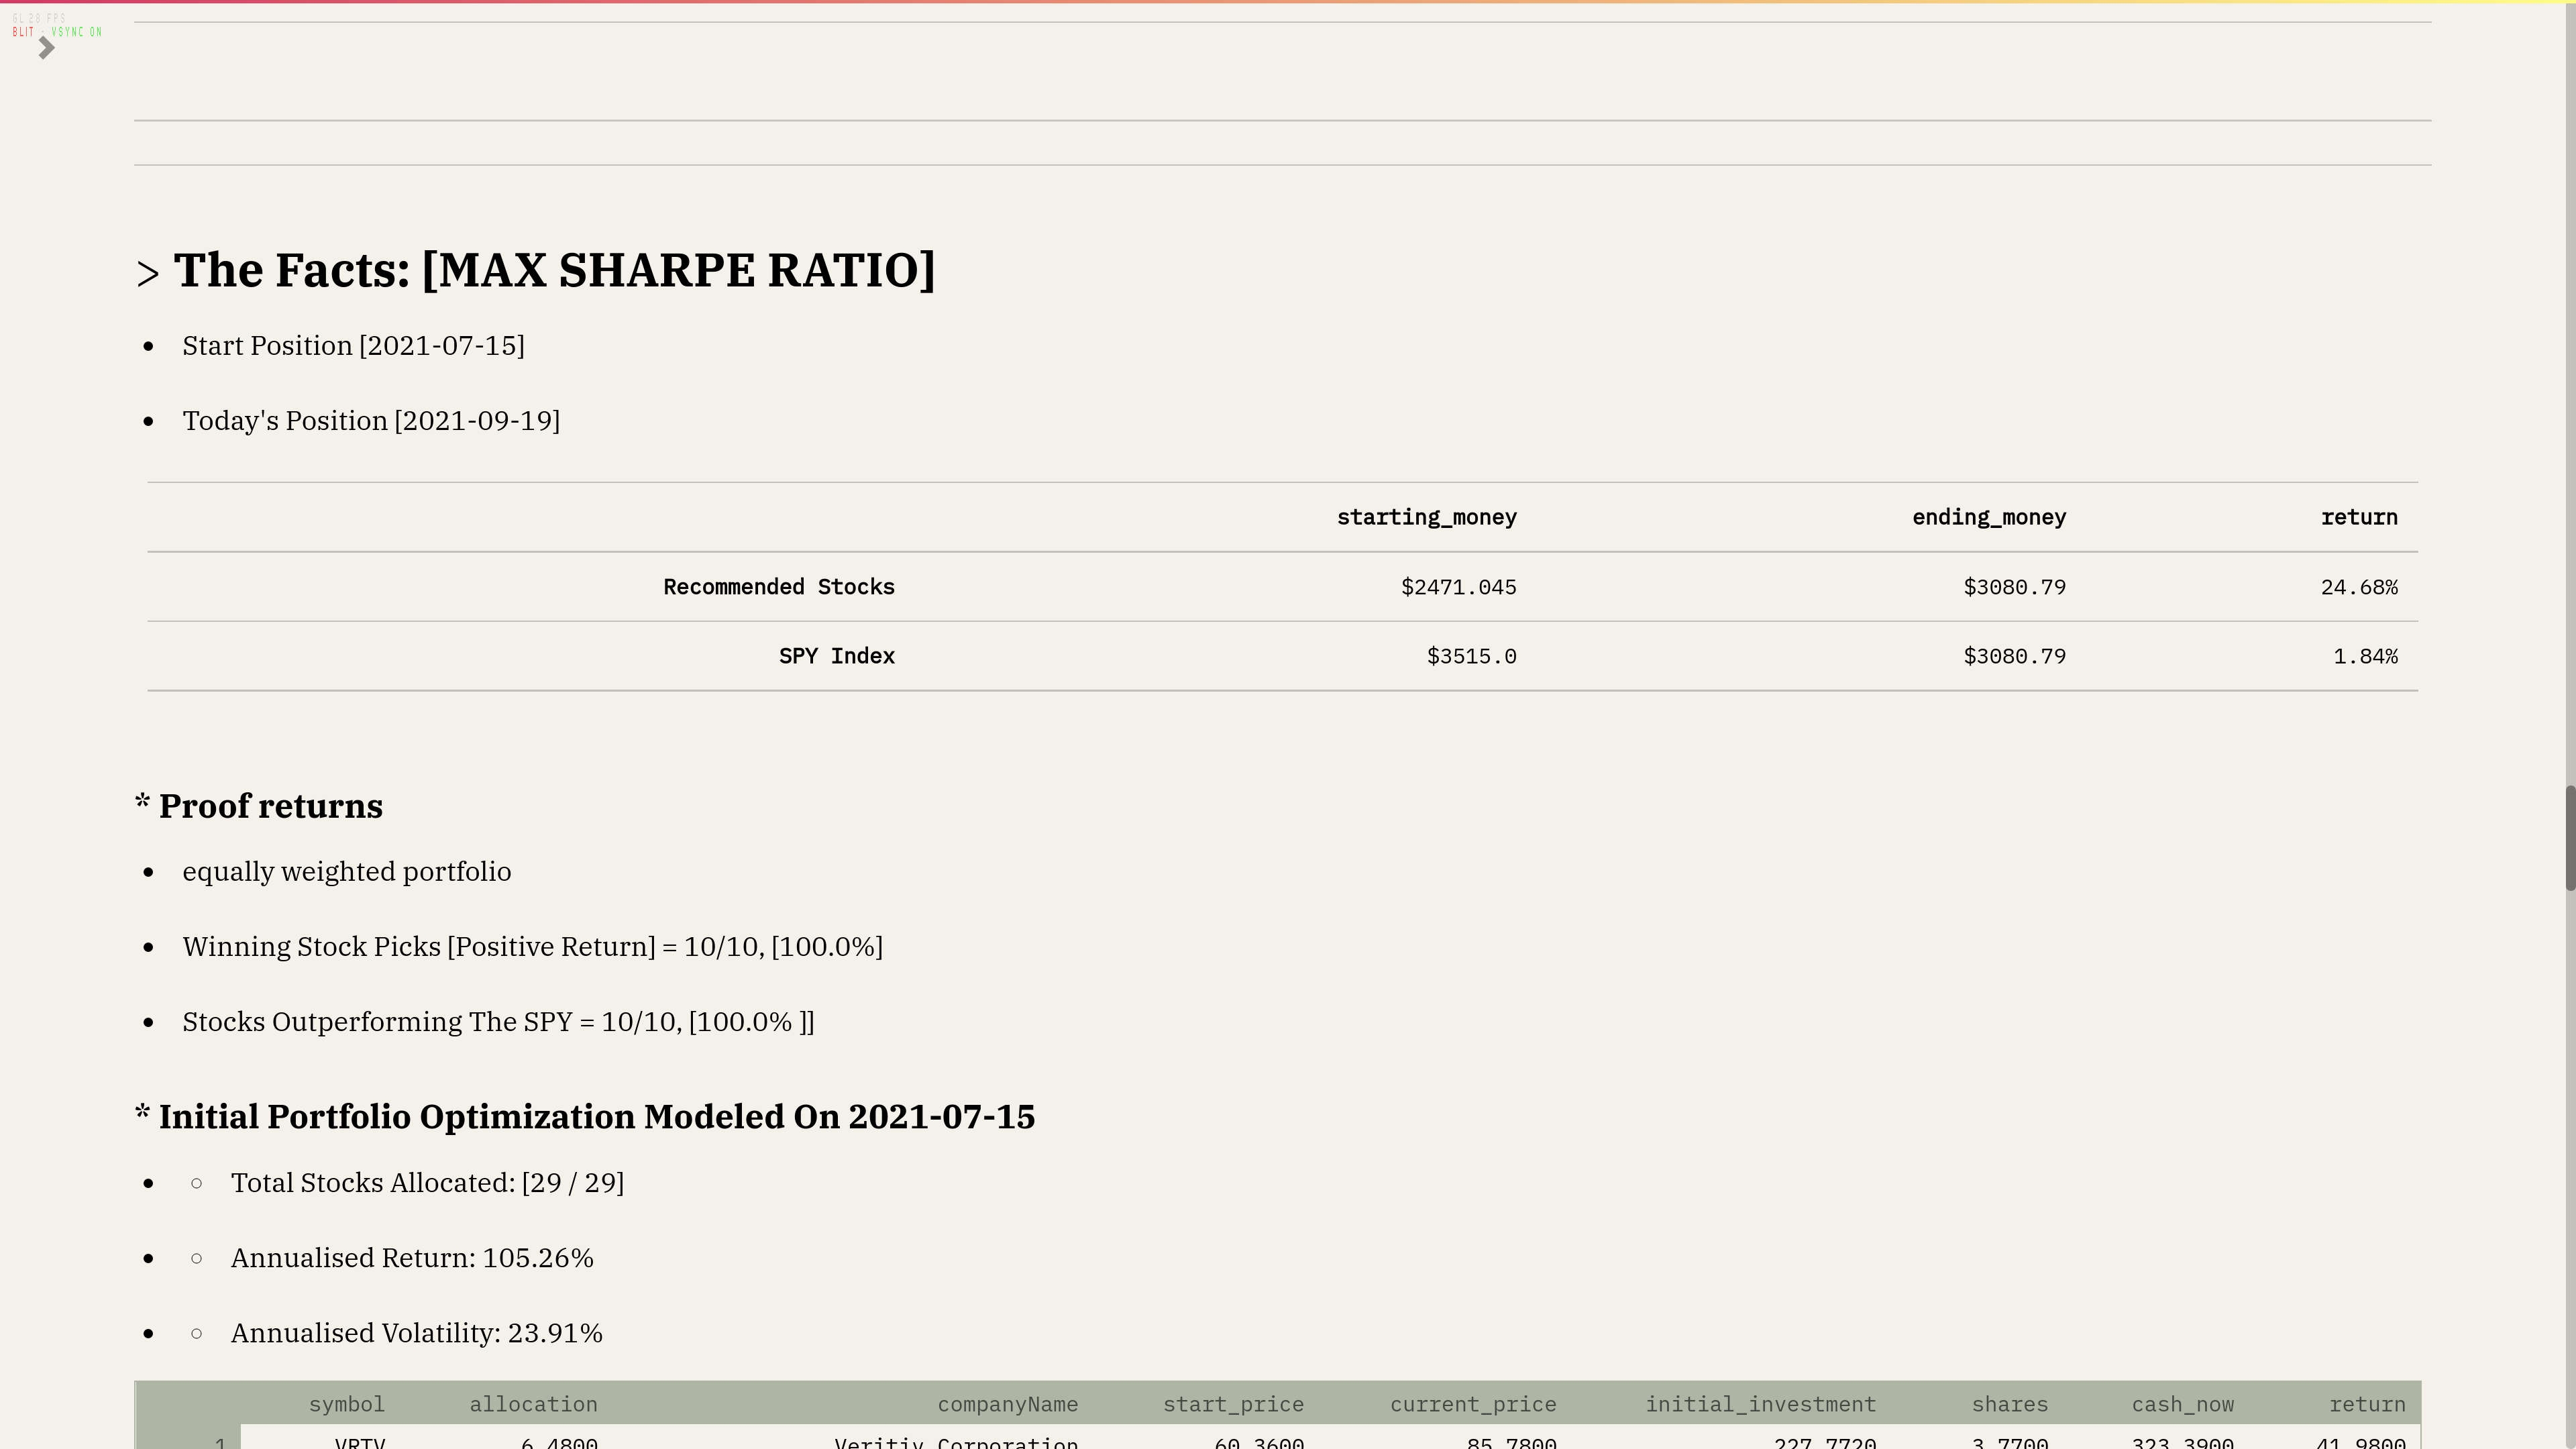 GL 28 FPS
BLIT - VSYNC ON
> The Facts: [MAX SHARPE RATIO]
Start Position [2021-07-15]
Today's Position [2021-09-19]
starting_money ending_money return
Recommended Stocks $2471.045 $3080.79 24.68%
SPY Index $3515.0 $3080.79 1.84%
* Proof returns
equally weighted portfolio
Winning Stock Picks [Positive Return] = 10/10, [100.0%]
Stocks Outperforming The SPY = 10/10, [100.0% ]]
* Initial Portfolio Optimization Modeled On 2021-07-15
Total Stocks Allocated: [29 / 29]
Annualised Return: 105.26%
Annualised Volatility: 23.91%
symbol allocation companyName start_price current_price initial_investment shares cash_now return
1 VRTV 6.4800 Veritiv Corporation 60.3600 85.7800 227.7720 3.7700 323.3900 41.9800